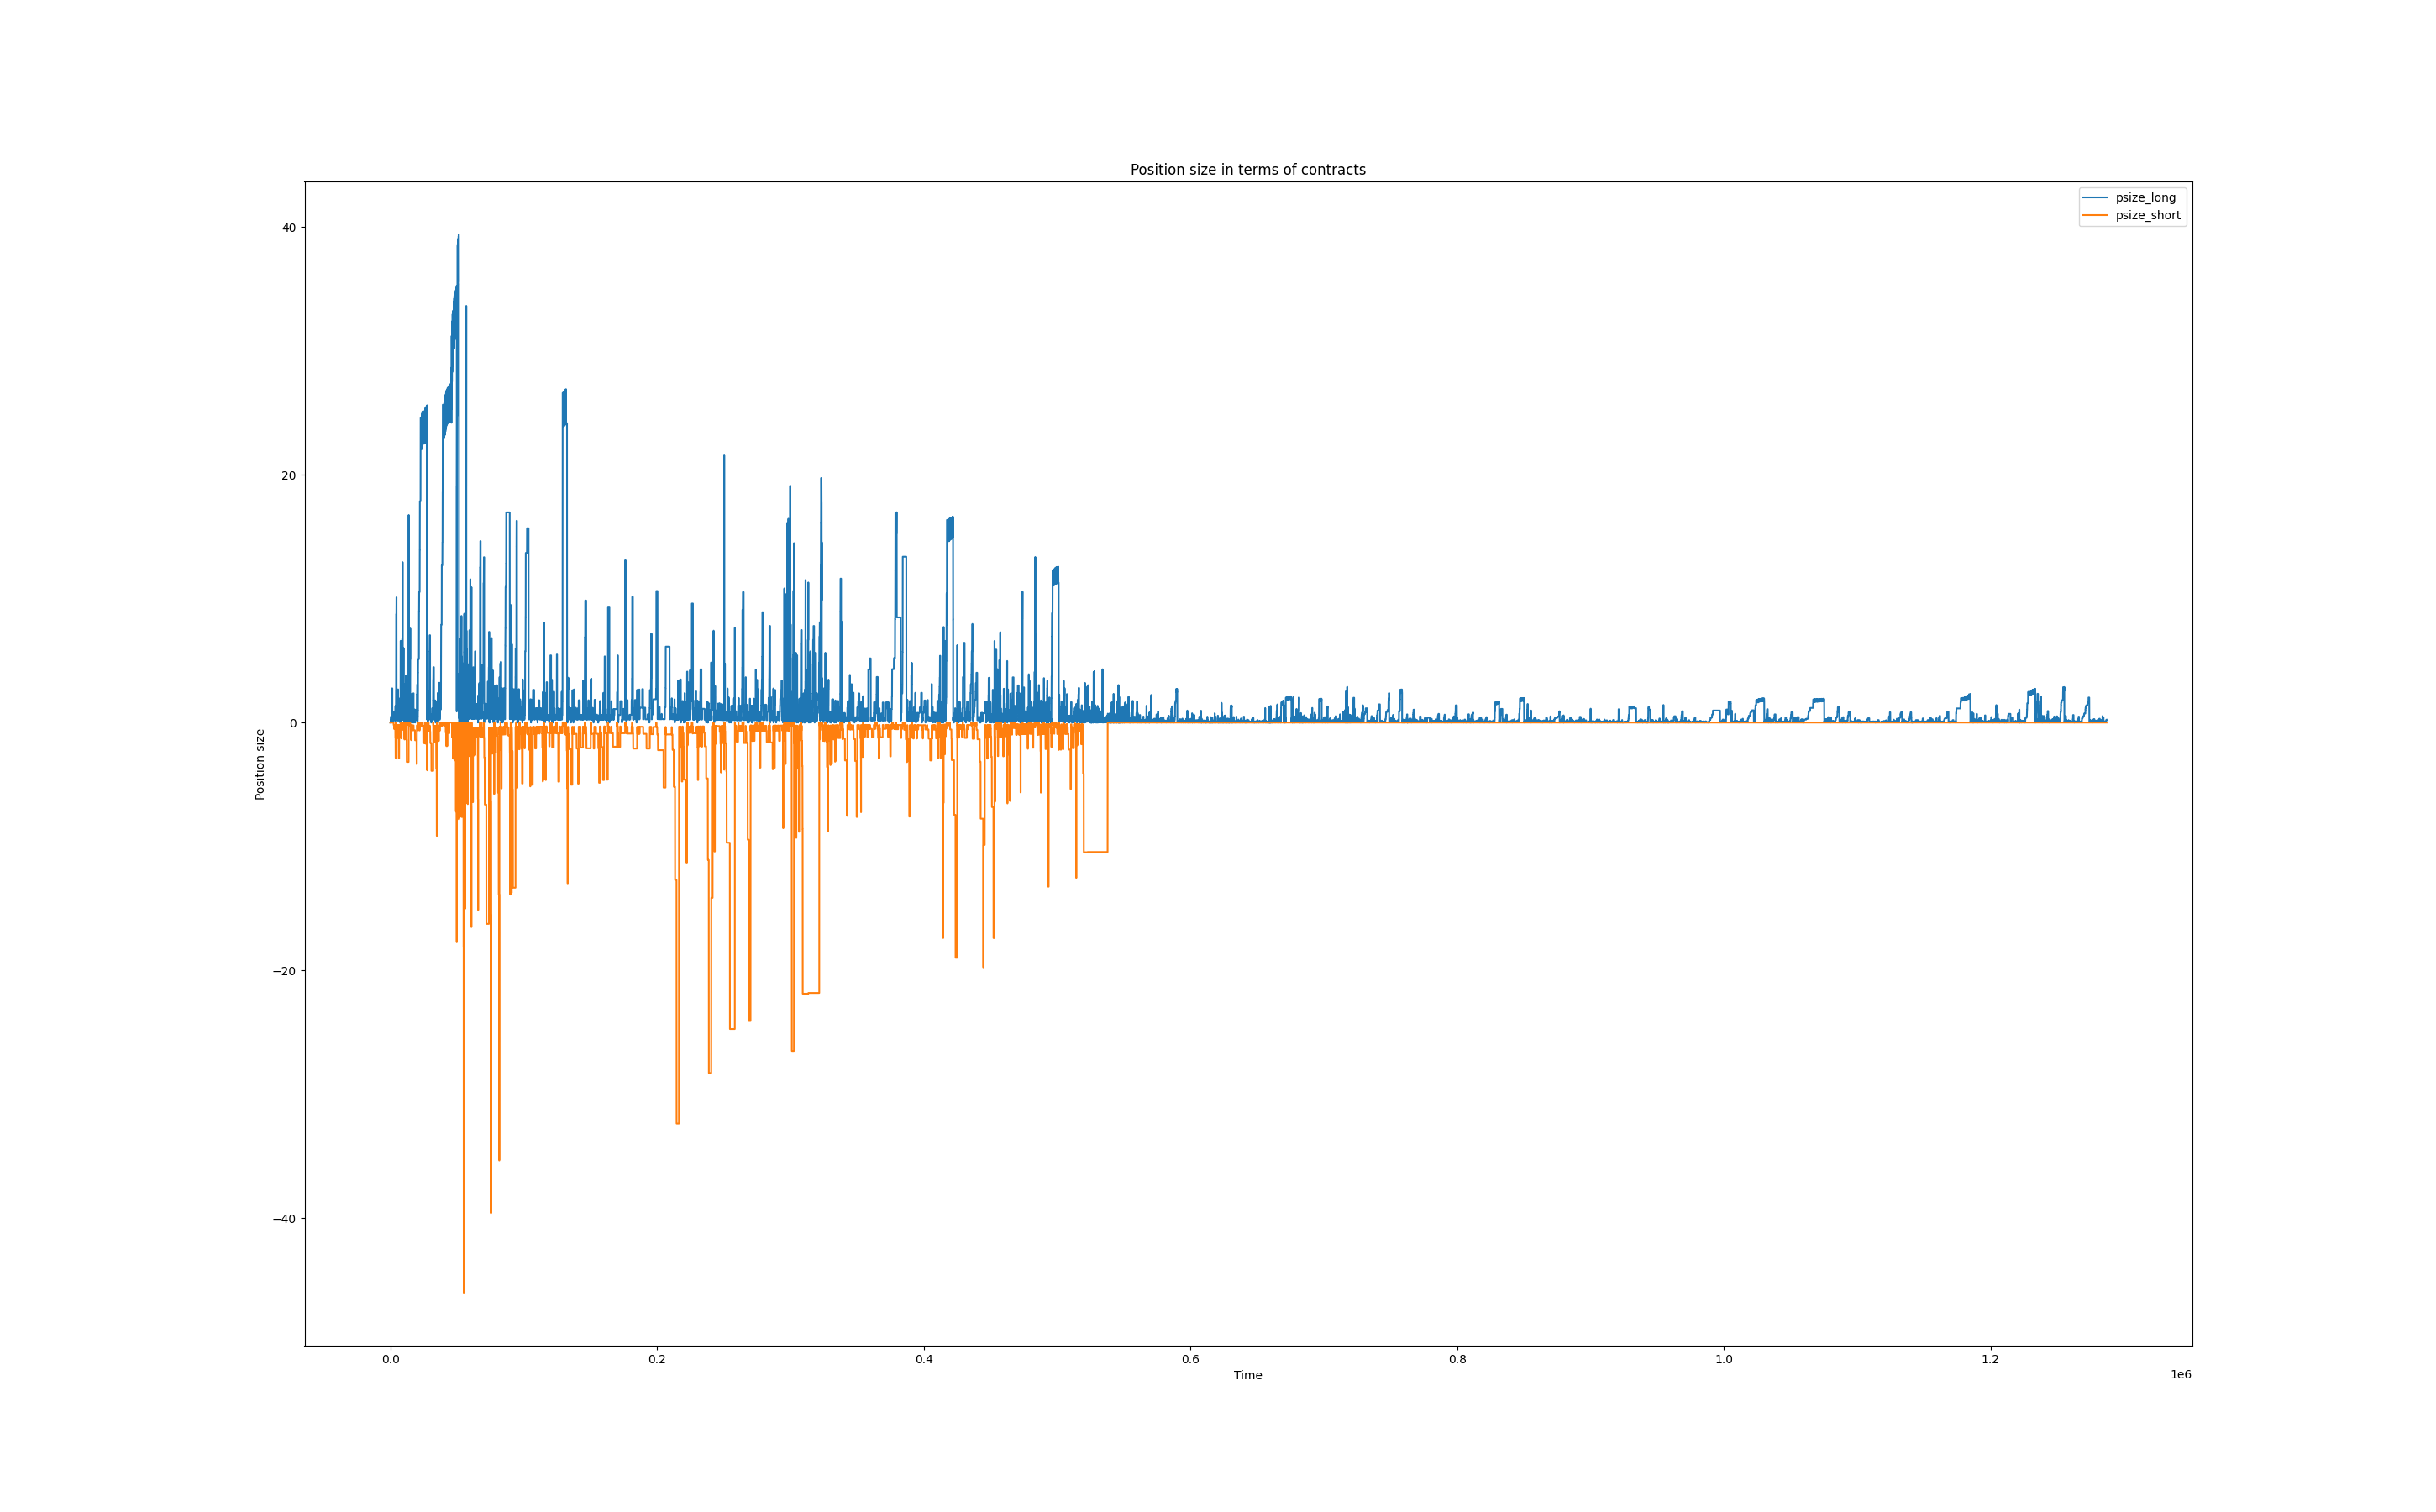 Position size in terms of contracts
psize_long
psize_short
40
20
0
−20
−40
Position size
0.0
0.2
0.4
0.6
0.8
1.0
1.2
1e6
Time